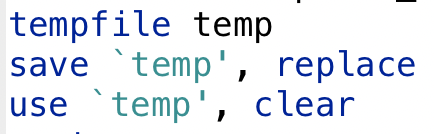 tempfile temp
save `temp', replace
use `temp', clear